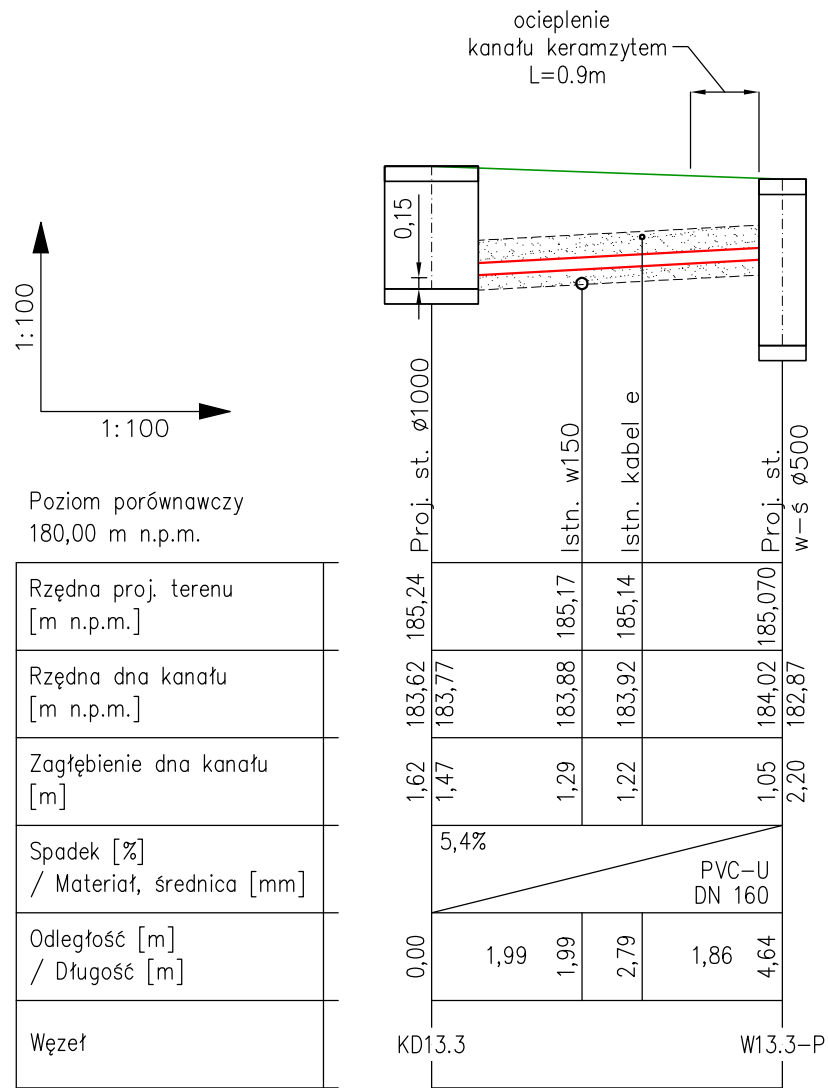 ocieplenie
kanału keramzytem
L=0.9m
0,15
1:100
1:100
Proj. st. ø1000
Istn. w150
Istn. kabel e
Proj. st.
w-ś ø500
Poziom porównawczy
180,00 m n.p.m.
Rzędna proj. terenu
[m n.p.m.]
185,24
185,17
185,14
185,070
Rzędna dna kanału
[m n.p.m.]
183,62
183,77
183,88
183,92
184,02
182,87
Zagłębienie dna kanału
[m]
1,62
1,47
1,29
1,22
1,05
2,20
Spadek [%]
/ Materiał, średnica [mm]
5,4%
PVC-U
DN 160
Odległość [m]
/ Długość [m]
0,00
1,99
1,99
2,79
1,86
4,64
Węzeł
KD13.3
W13.3-P